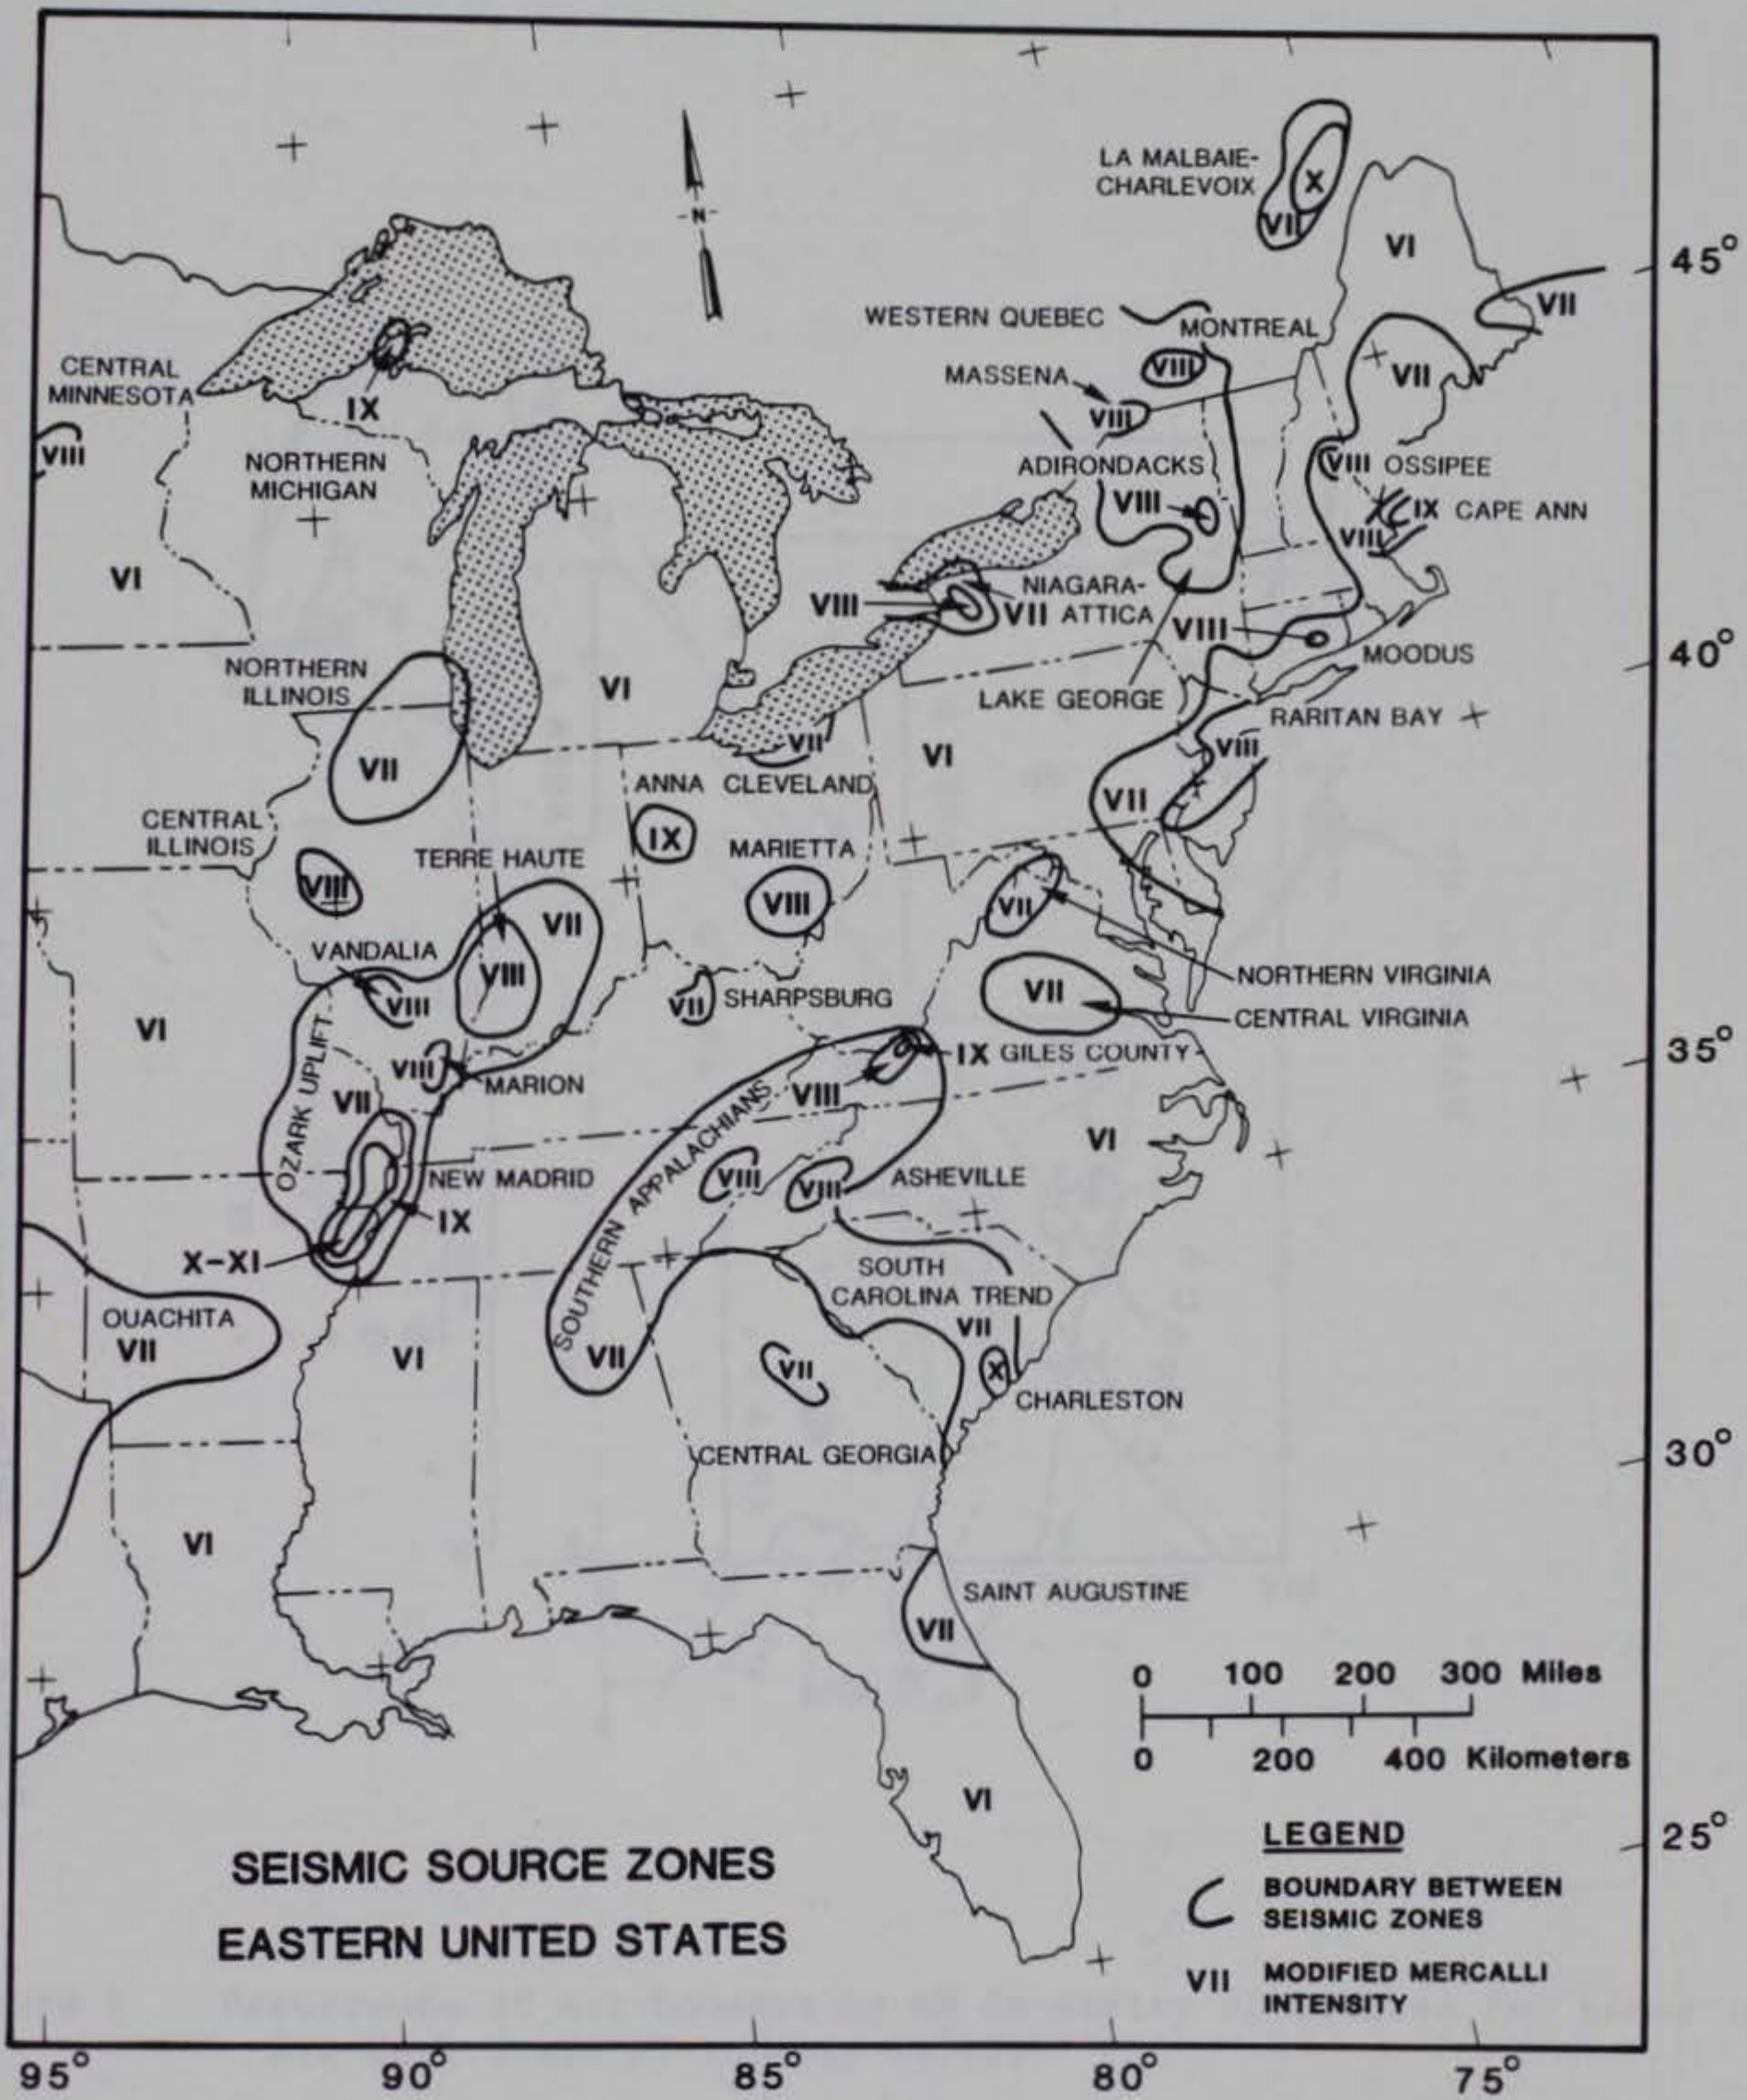 LA MALBAIE-
CHARLEVOIX
X
VII
VI
45°
VII
WESTERN QUEBEC
MONTREAL
VIII
MASSENA
VIII
VII
CENTRAL
MINNESOTA
VIII
IX
NORTHERN
MICHIGAN
ADIRONDACKS
VIII
VIII OSSIPEE
IX CAPE ANN
VIII
VI
NIAGARA-
ATTICA
VIII
VII
VIII
MOODUS
40°
NORTHERN
ILLINOIS
VII
VI
LAKE GEORGE
RARITAN BAY
VIII
VII
VII
VI
ANNA
CLEVELAND
IX
CENTRAL
ILLINOIS
VIII
TERRE HAUTE
VII
VIII
MARIETTA
VIII
VII
NORTHERN VIRGINIA
VII
CENTRAL VIRGINIA
VANDALIA
VIII
VII
SHARPSBURG
VI
OZARK UPLIFT
VIII
MARION
VII
IX GILES COUNTY
VIII
35°
SOUTHERN APPALACHIANS
VIII
VIII
ASHEVILLE
VI
NEW MADRID
IX
X-XI
OUACHITA
VII
VI
VII
SOUTH
CAROLINA TREND
VII
X
CHARLESTON
VII
CENTRAL GEORGIA
30°
VI
SAINT AUGUSTINE
VII
VI
-N-
0 100 200 300 Miles
0 200 400 Kilometers
25°
SEISMIC SOURCE ZONES
EASTERN UNITED STATES
LEGEND
BOUNDARY BETWEEN
SEISMIC ZONES
VII MODIFIED MERCALLI
INTENSITY
95° 90° 85° 80° 75°